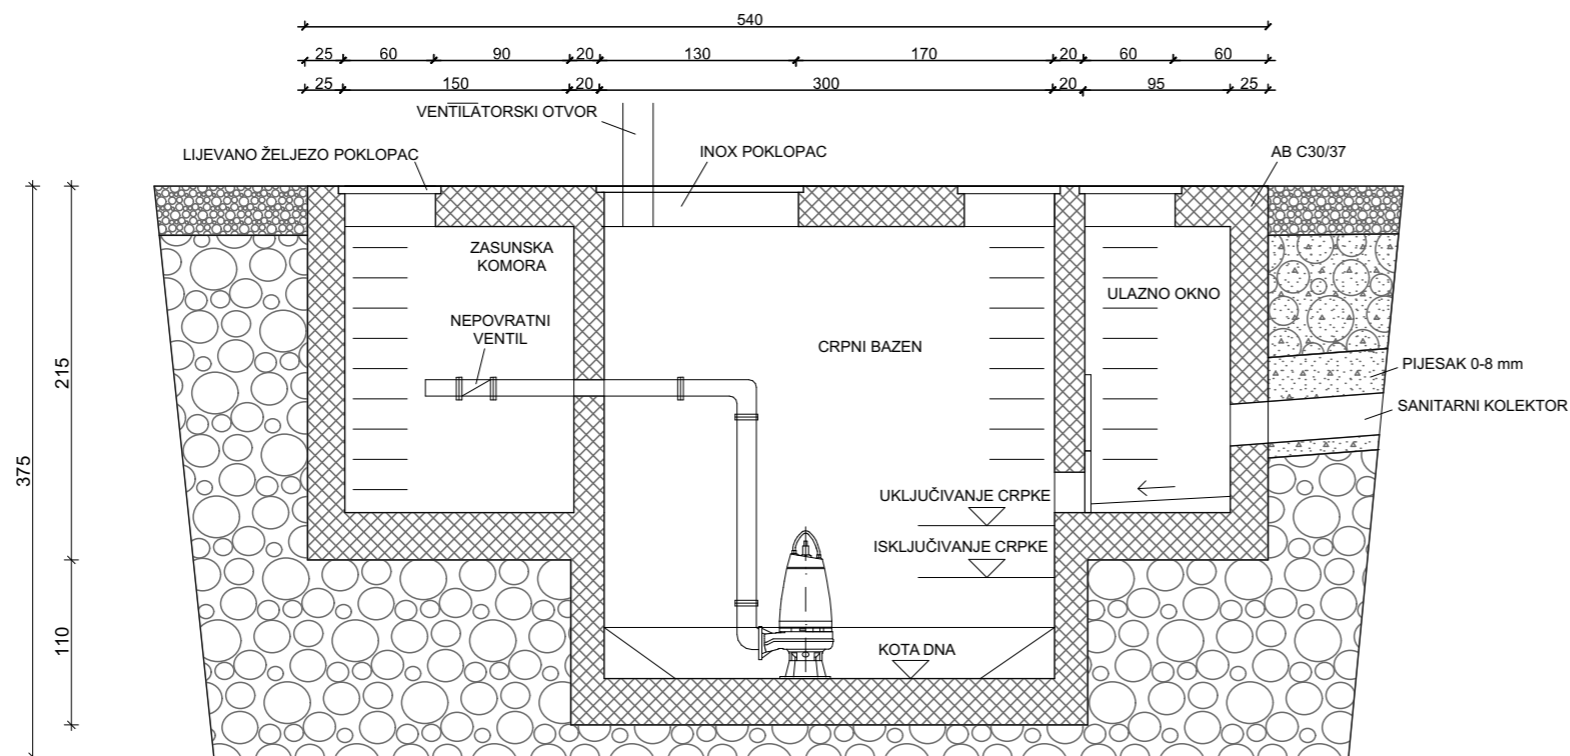 540
25 60 90 20 130 170 20 60 60
25 150 20 300 20 95 25
VENTILATORSKI OTVOR
LIJEVANO ŽELJEZO POKLOPAC
INOX POKLOPAC
AB C30/37
ZASUNSKA
KOMORA
ULAZNO OKNO
NEPOVRATNI
VENTIL
CRPNI BAZEN
PIJESAK 0-8 mm
SANITARNI KOLEKTOR
215
375
110
UKLJUČIVANJE CRPKE
ISKLJUČIVANJE CRPKE
KOTA DNA